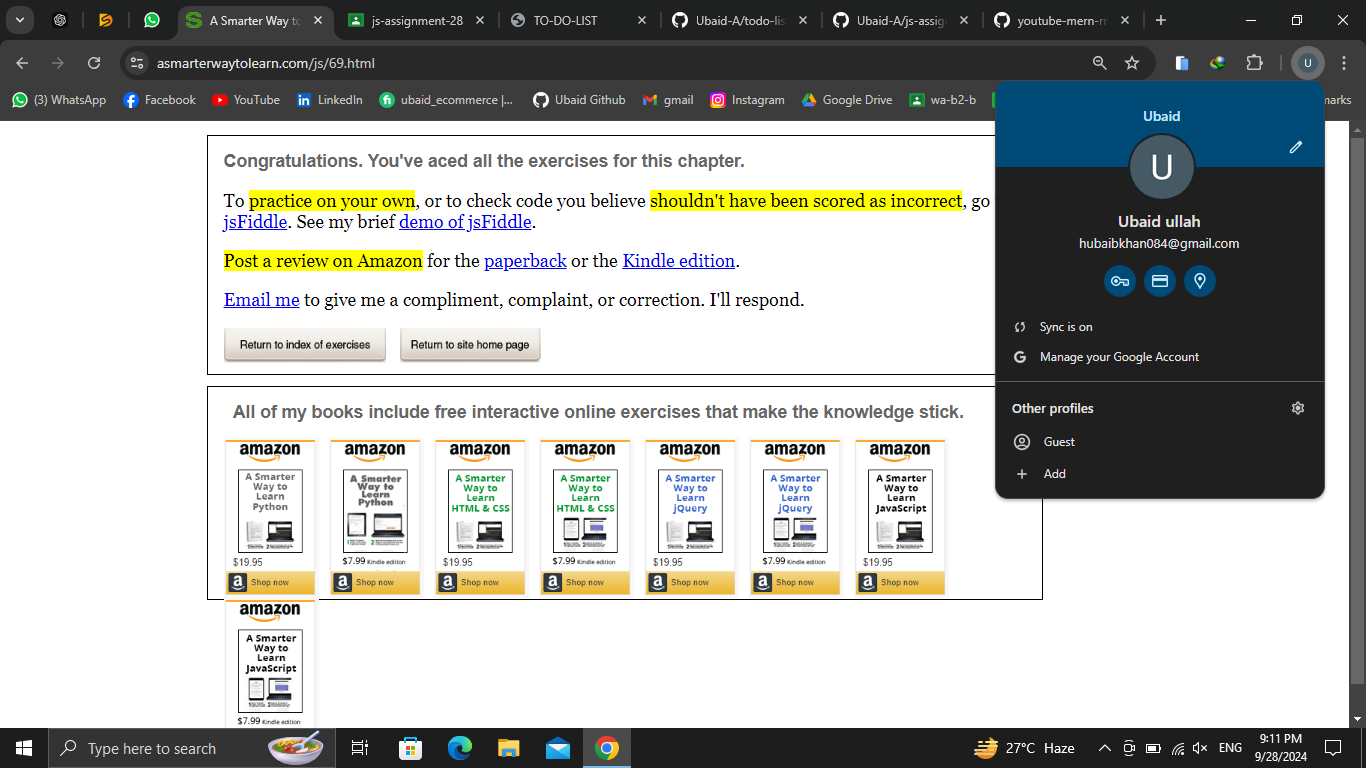 A Smarter Way to
js-assignment-28
TO-DO-LIST
Ubaid-A/todo-lis
Ubaid-A/js-assig
youtube-mern-rn
asmarterwaytolearn.com/js/69.html
U
(3) WhatsApp
Facebook
YouTube
LinkedIn
ubaid_ecommerce |...
Ubaid Github
gmail
Instagram
Google Drive
wa-b2-b
marks
Congratulations. You've aced all the exercises for this chapter.
To practice on your own, or to check code you believe shouldn't have been scored as incorrect, go
jsFiddle. See my brief demo of jsFiddle.
Post a review on Amazon for the paperback or the Kindle edition.
Email me to give me a compliment, complaint, or correction. I'll respond.
Return to index of exercises
Return to site home page
Ubaid
U
Ubaid ullah
hubaibkhan084@gmail.com
Sync is on
Manage your Google Account
Other profiles
Guest
Add
All of my books include free interactive online exercises that make the knowledge stick.
amazon
A Smarter
Way to
Learn
Python
$19.95
Shop now
amazon
A Smarter
Way to
Learn
Python
$7.99 Kindle edition
Shop now
amazon
A Smarter
Way to
Learn
HTML & CSS
$19.95
Shop now
amazon
A Smarter
Way to
Learn
HTML & CSS
$7.99 Kindle edition
Shop now
amazon
A Smarter
Way to
Learn
jQuery
$19.95
Shop now
amazon
A Smarter
Way to
Learn
jQuery
$7.99 Kindle edition
Shop now
amazon
A Smarter
Way to
Learn
JavaScript
$19.95
Shop now
amazon
A Smarter
Way to
Learn
JavaScript
$7.99 Kindle edition
Type here to search
27°C Haze
ENG
9:11 PM
9/28/2024